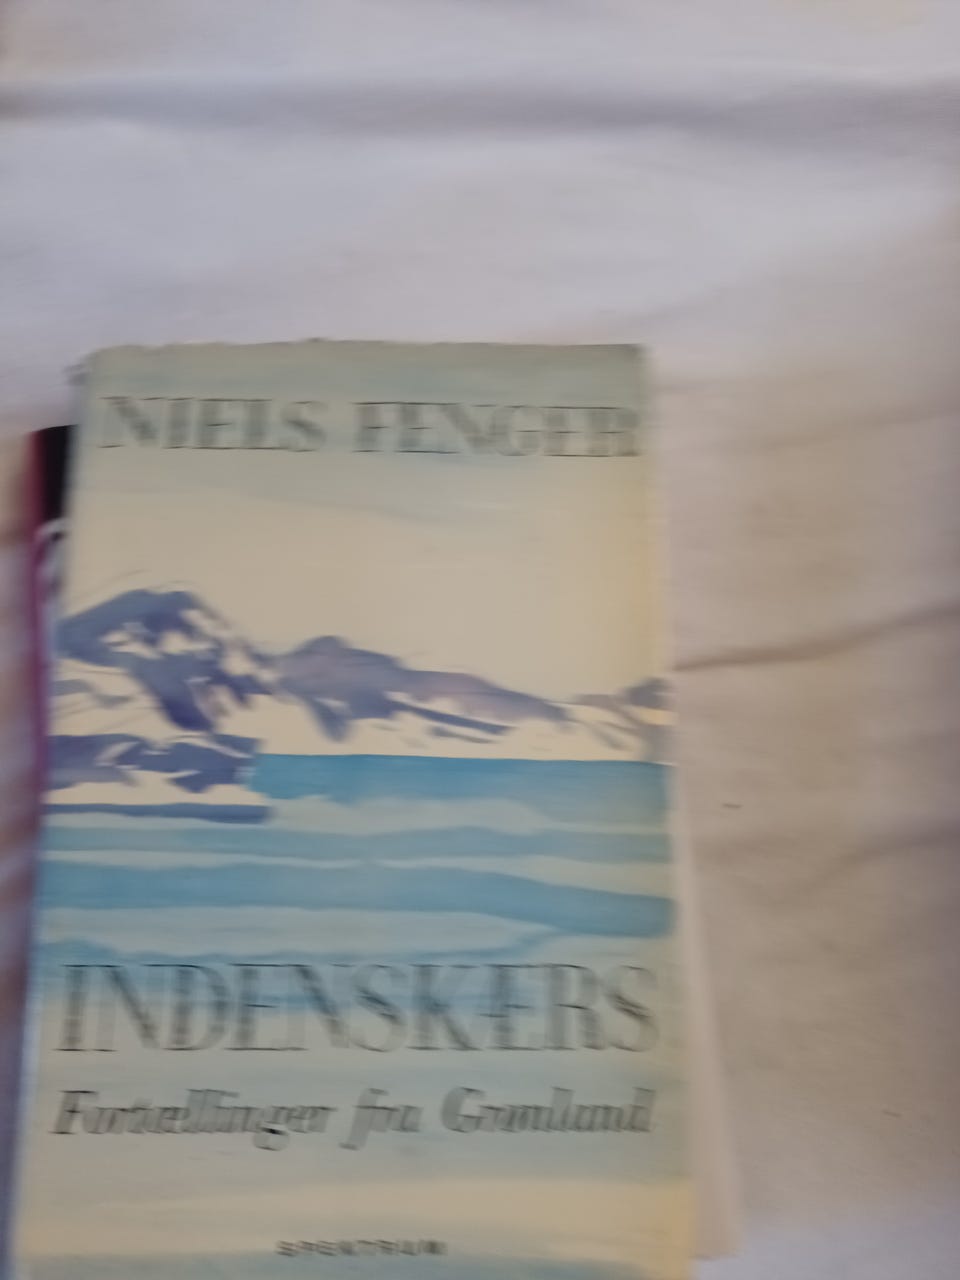 NIELS FENGER
INDENSKÆRS
Fortællinger fra Grønland
SPEKTRUM